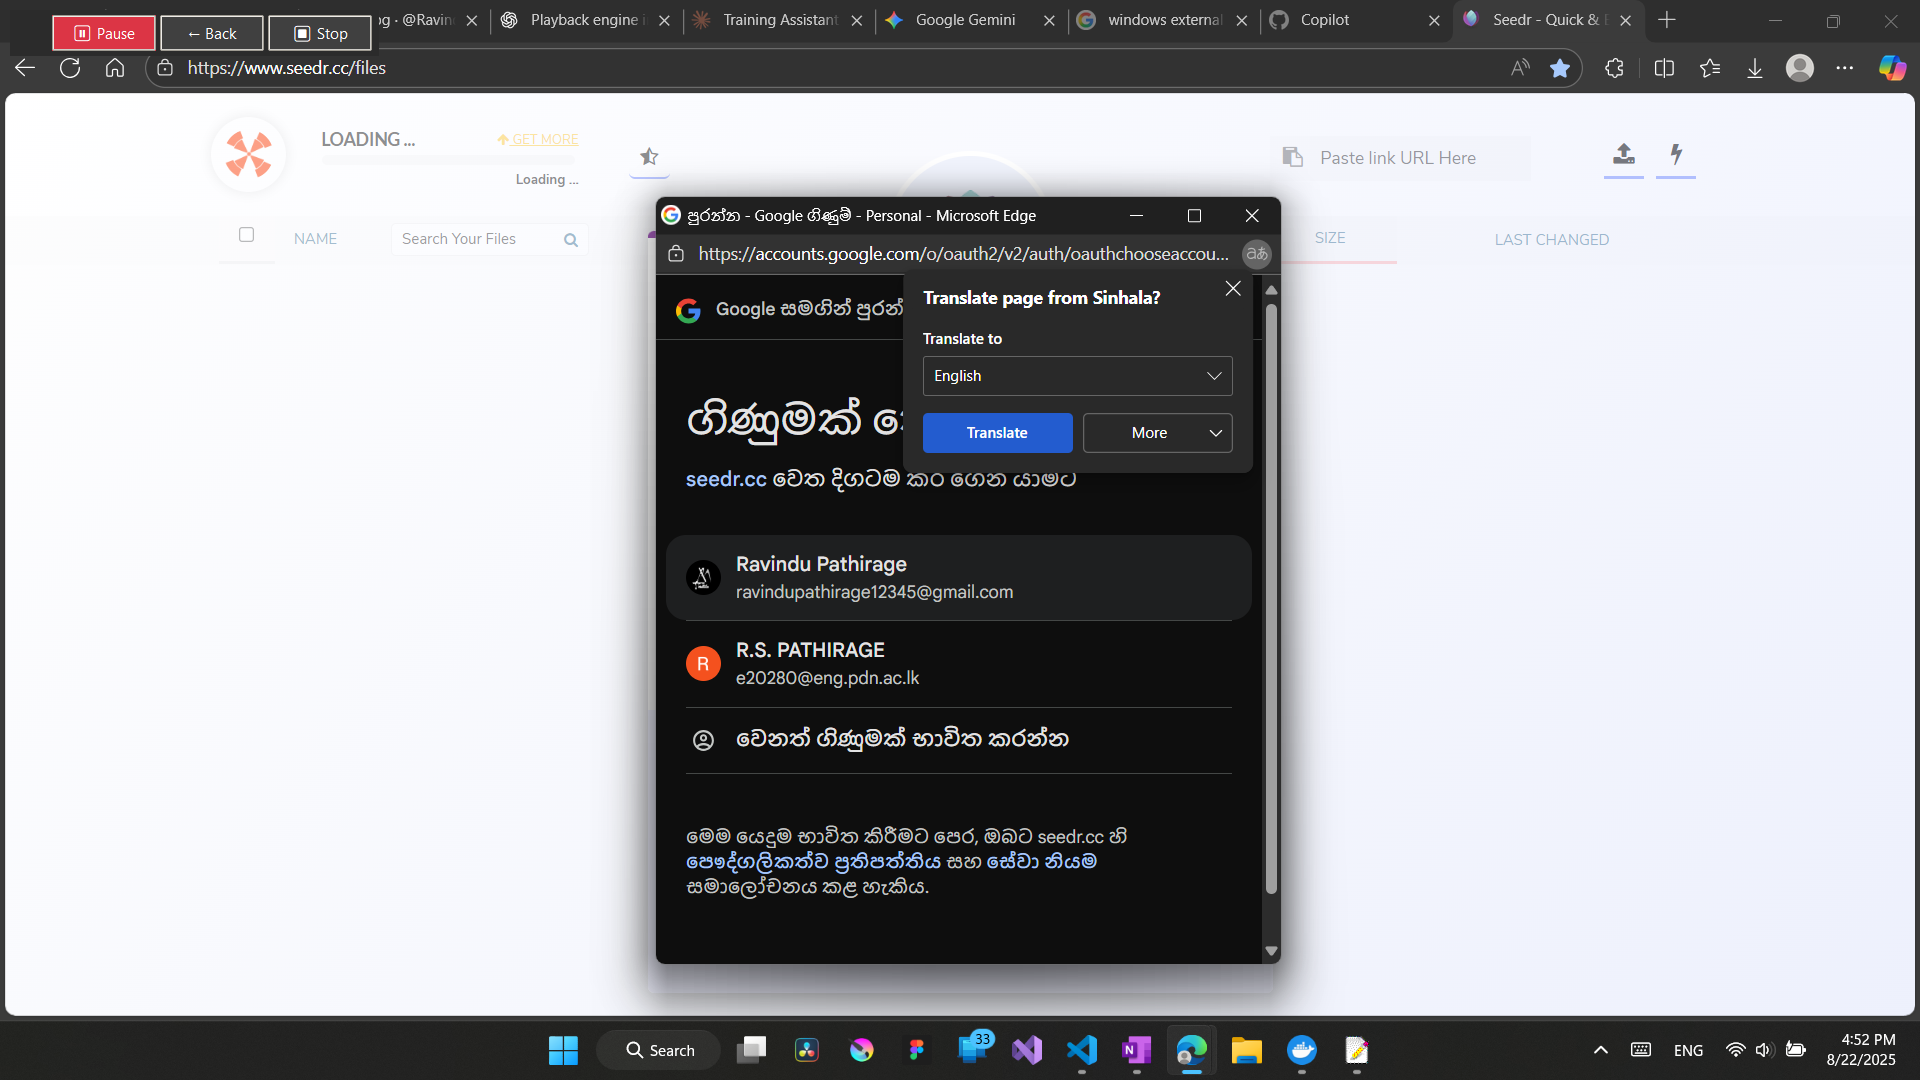 Pause
← Back
Stop
og · @Ravin
Playback engine i
Training Assistant
Google Gemini
windows external
Copilot
Seedr - Quick &
https://www.seedr.cc/files
LOADING ...
GET MORE
Loading ...
Paste link URL Here
NAME
Search Your Files
SIZE
LAST CHANGED
පුරන්න - Google ගිණුම් - Personal - Microsoft Edge
https://accounts.google.com/o/oauth2/v2/auth/oauthchooseaccou...
Google සමගින් පුරන්
Translate page from Sinhala?
Translate to
English
Translate
More
ගිණුමක්
seedr.cc වෙත දිගටම කර ගෙන යාමට
Ravindu Pathirage
ravindupathirage12345@gmail.com
R
R.S. PATHIRAGE
e20280@eng.pdn.ac.lk
වෙනත් ගිණුමක් භාවිත කරන්න
මෙම යෙදුම භාවිත කිරීමට පෙර, ඔබට seedr.cc හි
පෞද්ගලිකත්ව ප්‍රතිපත්තිය සහ සේවා නියම
සමාලෝචනය කළ හැකිය.
Search
33
ENG
4:52 PM
8/22/2025